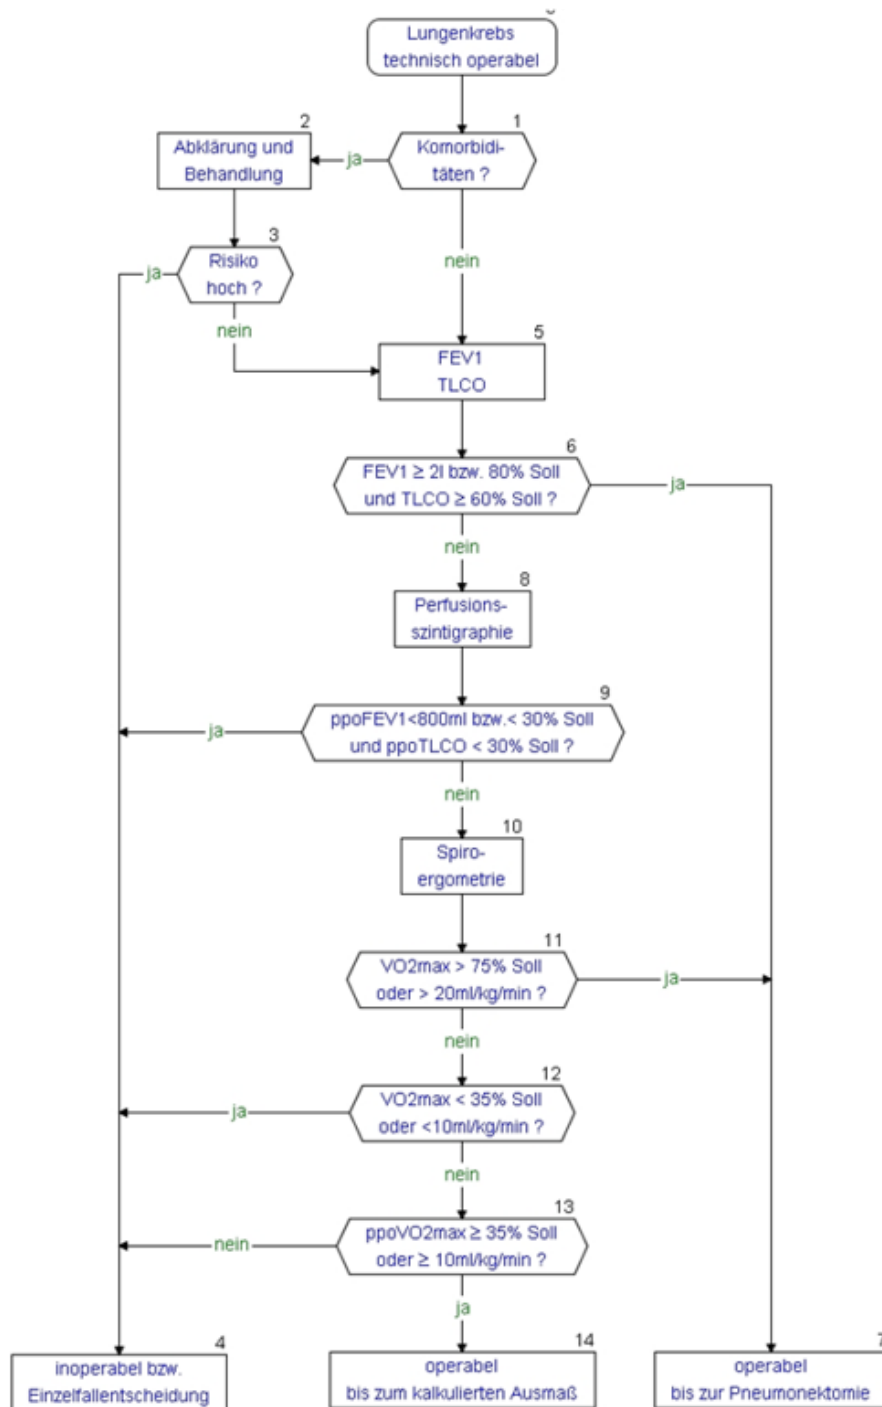 Lungenkrebs
technisch operabel
1
Komorbidi-
täten ?
ja
2
Abklärung und
Behandlung
3
Risiko
hoch ?
ja
nein
nein
5
FEV1
TLCO
6
FEV1 ≥ 2l bzw. 80% Soll
und TLCO ≥ 60% Soll ?
ja
nein
8
Perfusions-
szintigraphie
9
ppoFEV1<800ml bzw.< 30% Soll
und ppoTLCO < 30% Soll ?
ja
nein
10
Spiro-
ergometrie
11
VO2max > 75% Soll
oder > 20ml/kg/min ?
ja
nein
12
VO2max < 35% Soll
oder <10ml/kg/min ?
ja
nein
13
ppoVO2max ≥ 35% Soll
oder ≥ 10ml/kg/min ?
nein
ja
4
inoperabel bzw.
Einzelfallentscheidung
14
operabel
bis zum kalkulierten Ausmaß
7
operabel
bis zur Pneumonektomie